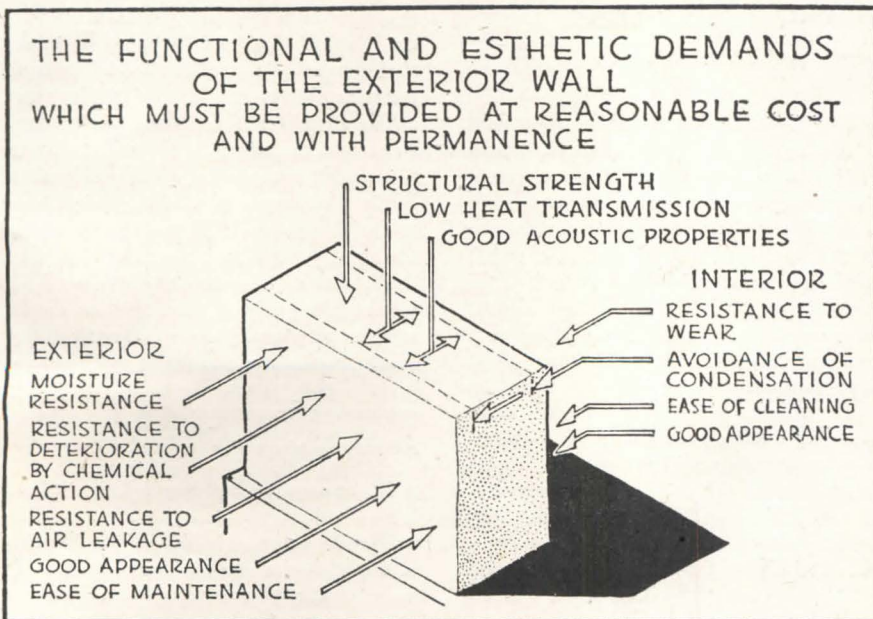 THE FUNCTIONAL AND ESTHETIC DEMANDS
OF THE EXTERIOR WALL
WHICH MUST BE PROVIDED AT REASONABLE COST
AND WITH PERMANENCE
STRUCTURAL STRENGTH
LOW HEAT TRANSMISSION
GOOD ACOUSTIC PROPERTIES
INTERIOR
RESISTANCE TO
WEAR
AVOIDANCE OF
CONDENSATION
EASE OF CLEANING
GOOD APPEARANCE
EXTERIOR
MOISTURE
RESISTANCE
RESISTANCE TO
DETERIORATION
BY CHEMICAL
ACTION
RESISTANCE TO
AIR LEAKAGE
GOOD APPEARANCE
EASE OF MAINTENANCE